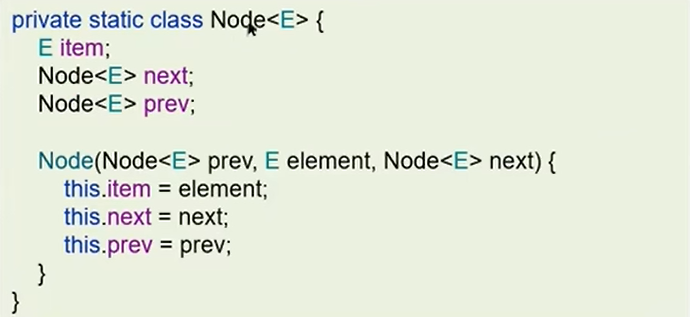 private static class Node<E> {
E item;
Node<E> next;
Node<E> prev;
Node(Node<E> prev, E element, Node<E> next) {
this.item = element;
this.next = next;
this.prev = prev;
}
}